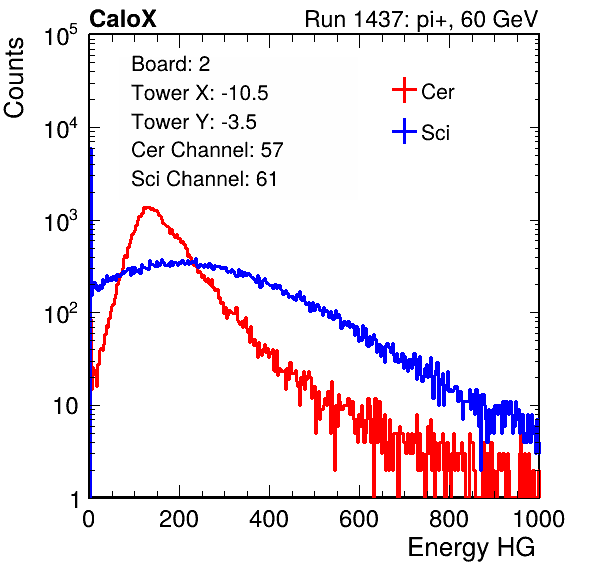 CaloX Run 1437: pi+, 60 GeV
Counts
Board: 2
Tower X: -10.5
Tower Y: -3.5
Cer Channel: 57
Sci Channel: 61
Cer
Sci
10^5
10^4
10^3
10^2
10
1
0 200 400 600 800 1000
Energy HG